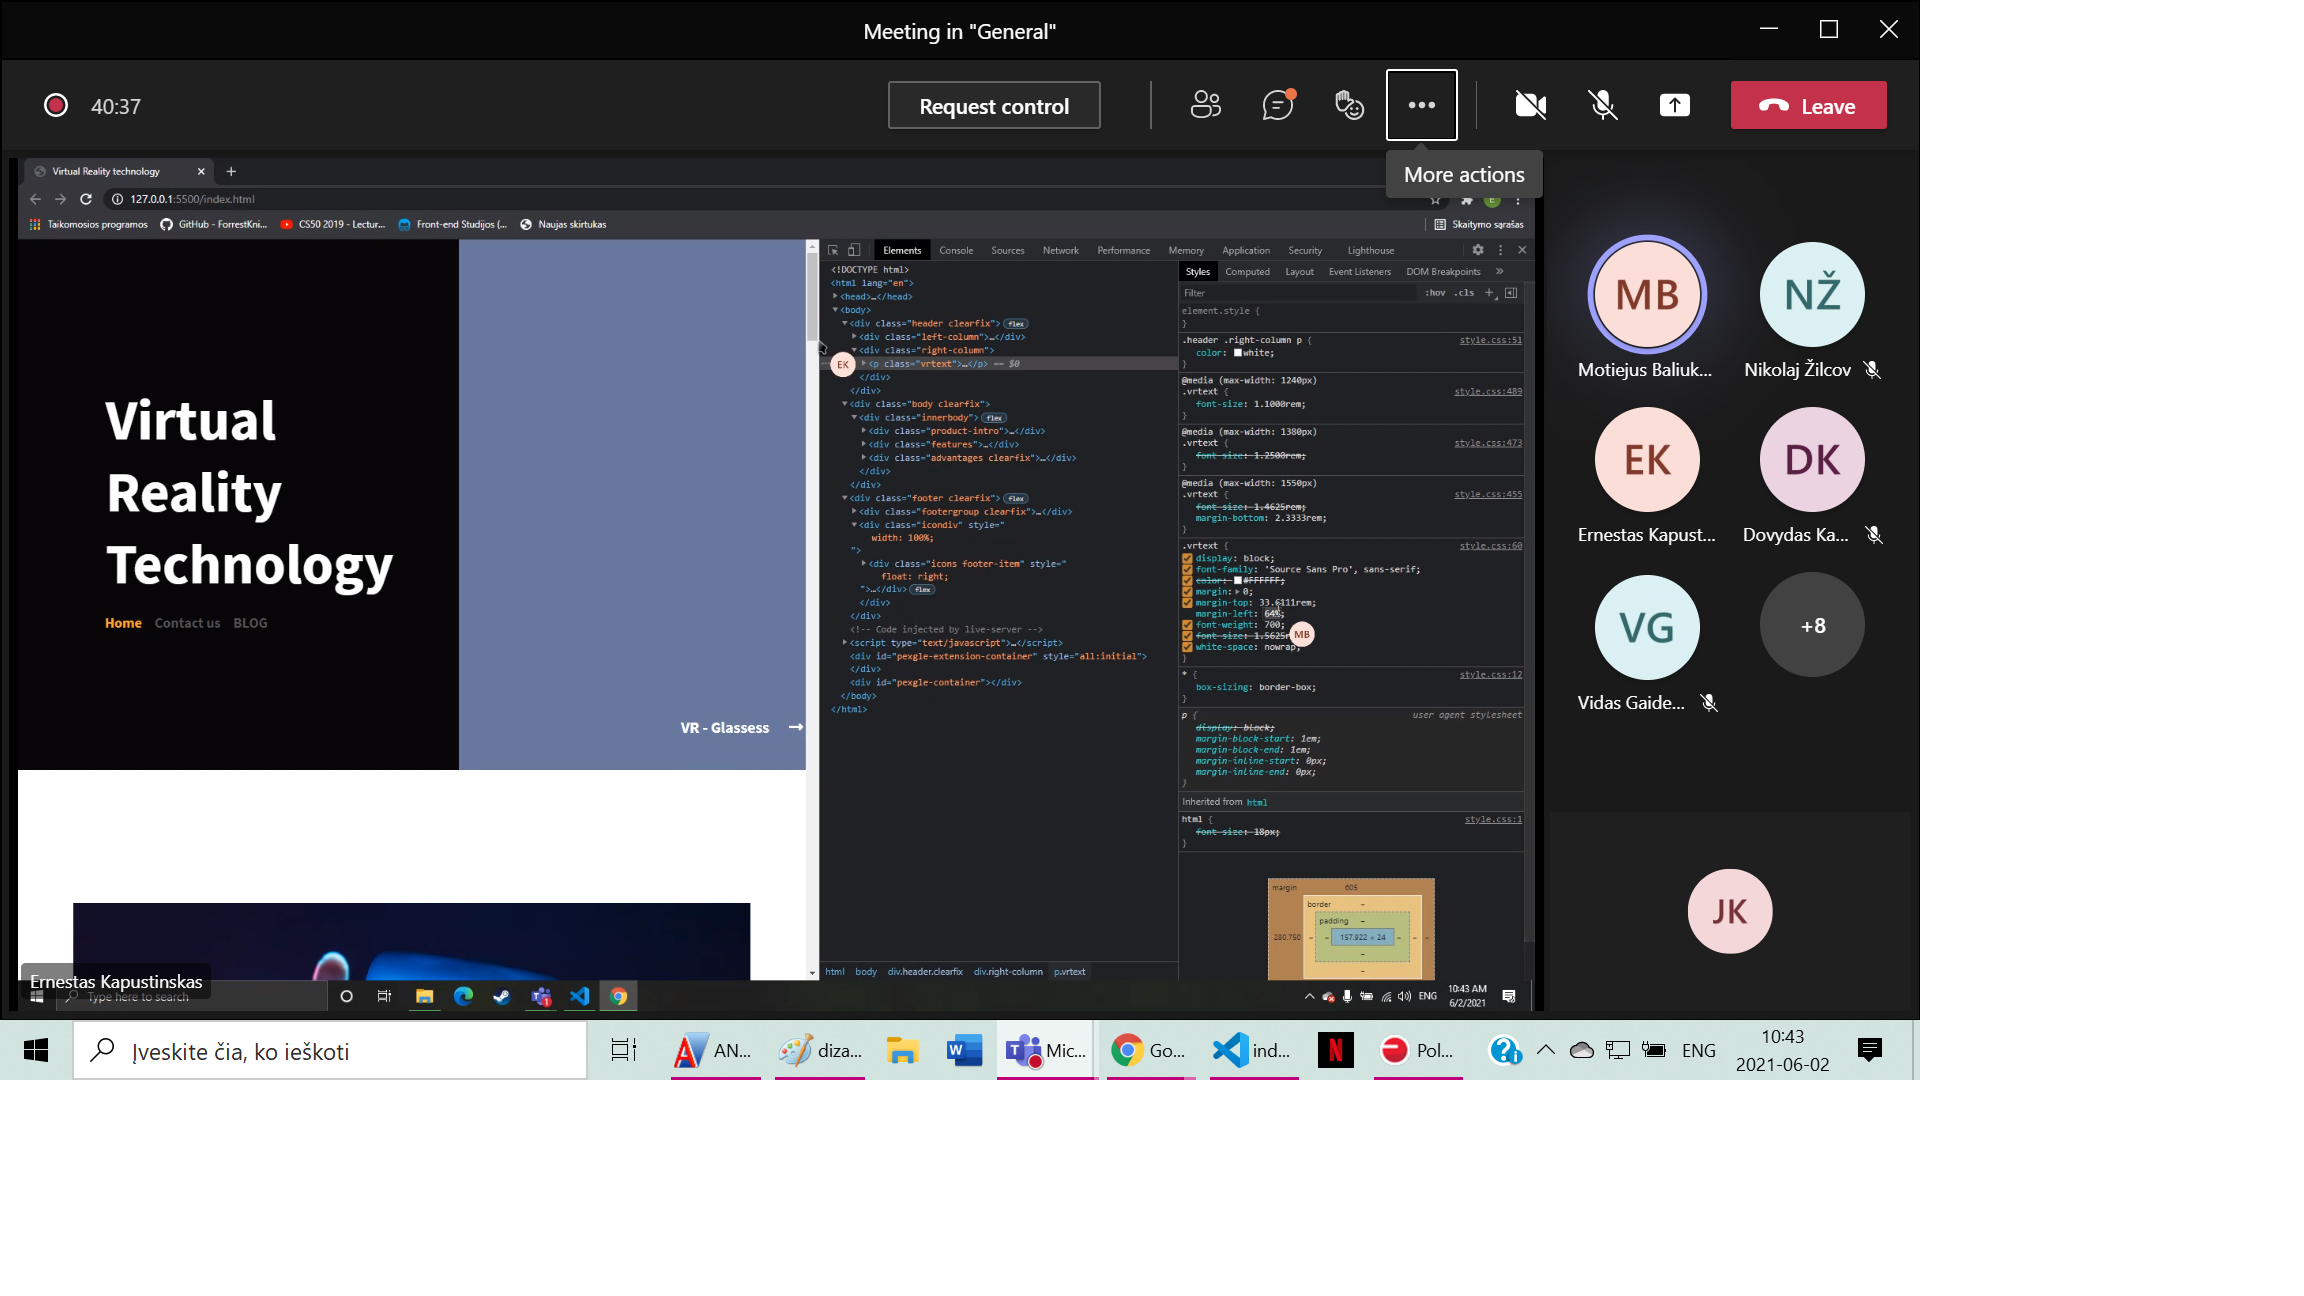 Meeting in "General"
40:37
Request control
Leave
More actions
Virtual Reality technology
127.0.0.1:5500/index.html
Taikomosios programos
GitHub - ForrestKni...
CS50 2019 - Lectur...
Front-end Studijos (...
Naujas skirtukas
Skaitymo sąrašas
Virtual
Reality
Technology
Home Contact us BLOG
VR - Glassess →
Elements Console Sources Network Performance Memory Application Security Lighthouse
<!DOCTYPE html>
<html lang="en">
<head>…</head>
<body>
<div class="header clearfix"> flex
<div class="left-column">…</div>
<div class="right-column">
EK
<p class="vrtext">…</p> == $0
</div>
</div>
<div class="body clearfix">
<div class="innerbody"> flex
<div class="product-intro">…</div>
<div class="features">…</div>
<div class="advantages clearfix">…</div>
</div>
</div>
<div class="footer clearfix"> flex
<div class="footergroup clearfix">…</div>
<div class="icondiv" style="
width: 100%;
">
<div class="icons footer-item" style="
float: right;
">…</div> flex
</div>
</div>
<!-- Code injected by live-server -->
<script type="text/javascript">…</script>
<div id="pexgle-extension-container" style="all:initial">
</div>
<div id="pexgle-container"></div>
</body>
</html>
html body div.header.clearfix div.right-column p.vrtext
Styles Computed Layout Event Listeners DOM Breakpoints »
Filter :hov .cls +
element.style {
}
.header .right-column p { style.css:51
color: white;
}
@media (max-width: 1240px)
.vrtext { style.css:489
font-size: 1.1000rem;
}
@media (max-width: 1380px)
.vrtext { style.css:473
font-size: 1.2500rem;
}
@media (max-width: 1550px)
.vrtext { style.css:455
font-size: 1.4625rem;
margin-bottom: 2.3333rem;
}
.vrtext { style.css:60
display: block;
font-family: 'Source Sans Pro', sans-serif;
color: #FFFFFF;
margin: 0;
margin-top: 33.6111rem;
margin-left: 64%;
font-weight: 700;
font-size: 1.5625r
MB
white-space: nowrap;
}
* { style.css:12
box-sizing: border-box;
}
p { user agent stylesheet
display: block;
margin-block-start: 1em;
margin-block-end: 1em;
margin-inline-start: 0px;
margin-inline-end: 0px;
}
Inherited from html
html { style.css:1
font-size: 18px;
}
margin 605
border –
padding –
280.750 – – 157.922 × 24 – – –
–
–
Ernestas Kapustinskas
Type here to search
ENG
10:43 AM
6/2/2021
MB
Motiejus Baliuk...
NŽ
Nikolaj Žilcov
EK
Ernestas Kapust...
DK
Dovydas Ka...
VG
Vidas Gaide...
+8
JK
Įveskite čia, ko ieškoti
AN...
diza...
Mic...
Go...
ind...
Pol...
ENG
10:43
2021-06-02